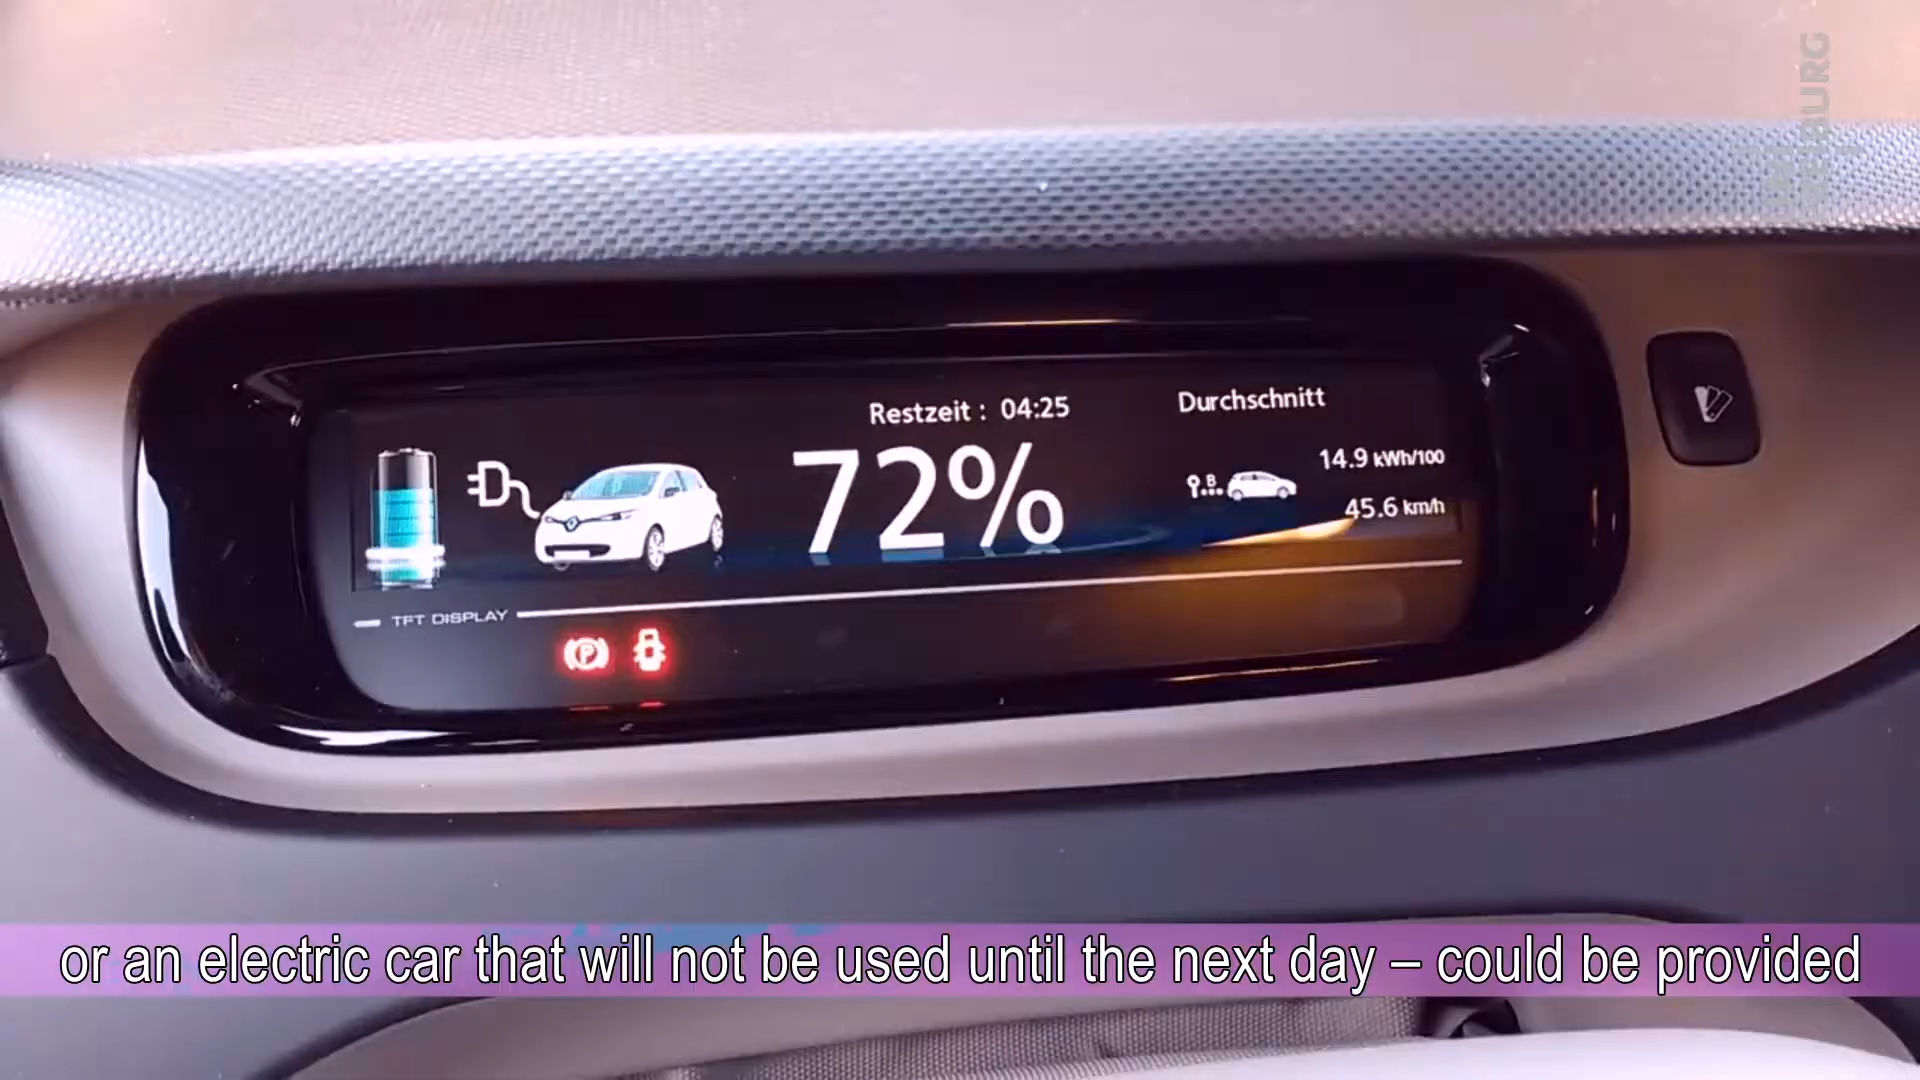 BURG
Restzeit : 04:25
72%
Durchschnitt
B
14.9 kWh/100
45.6 km/h
TFT DISPLAY
P
or an electric car that will not be used until the next day – could be provided